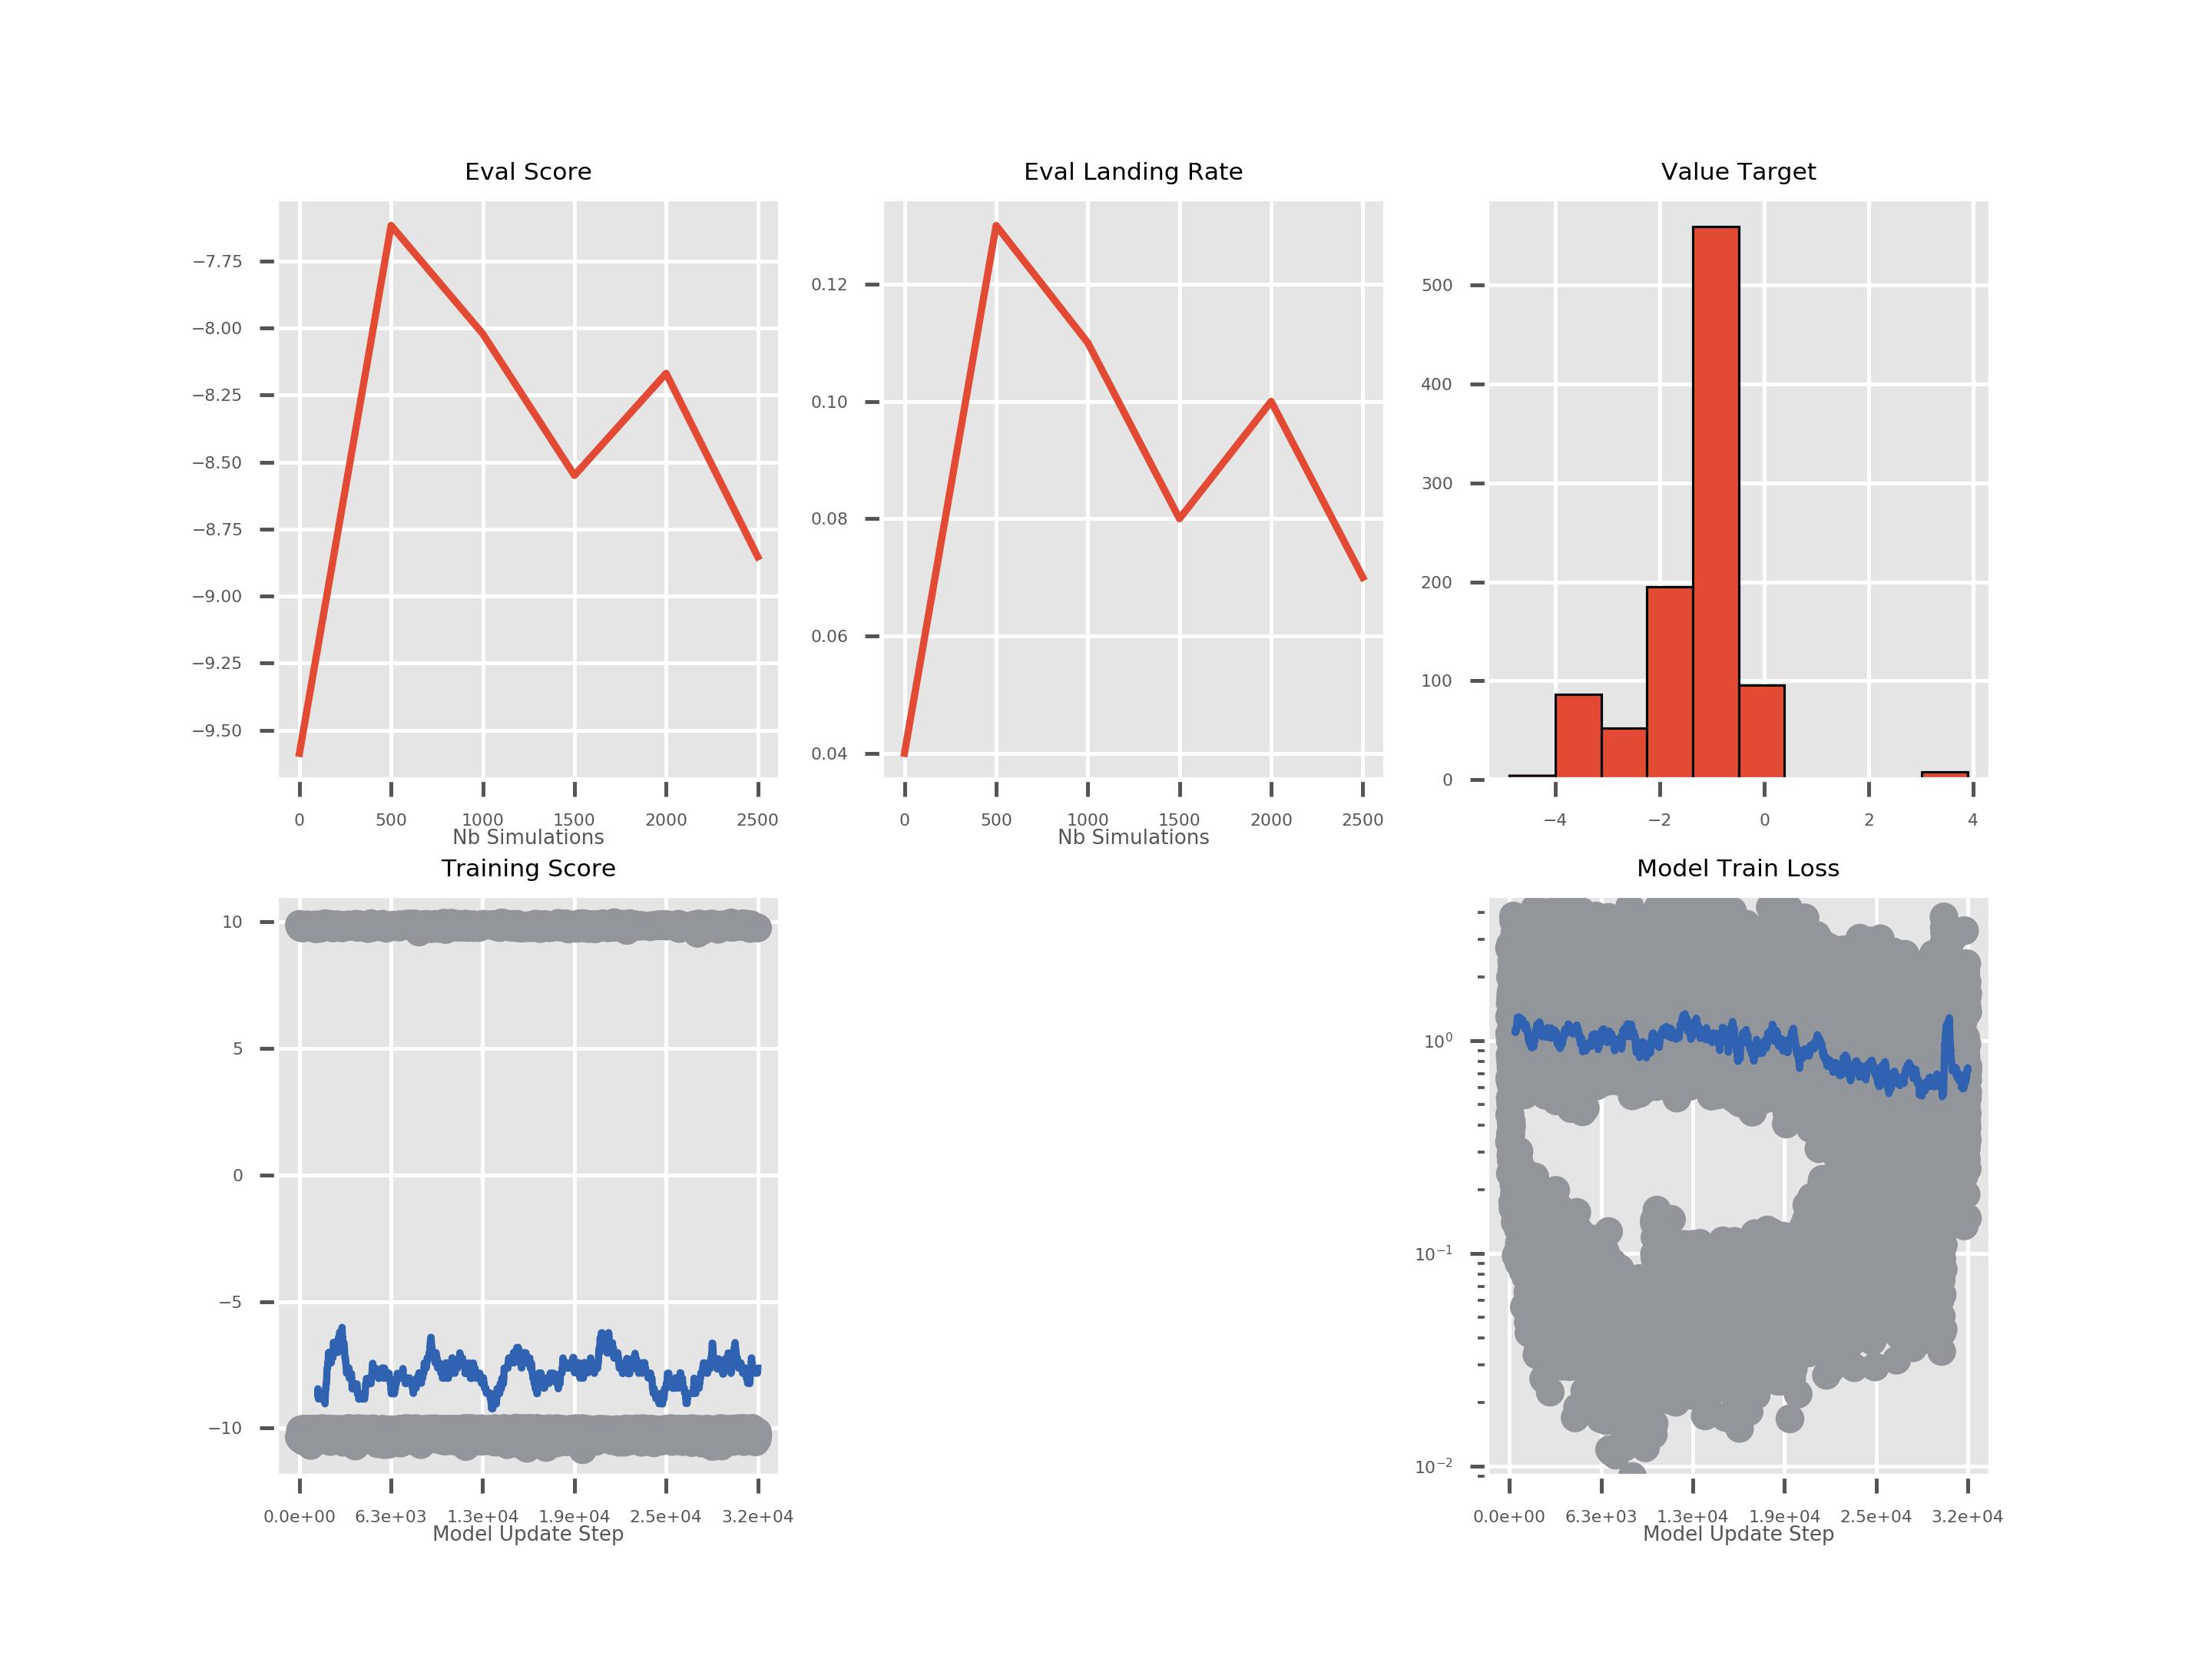 Eval Score
−7.75
−8.00
−8.25
−8.50
−8.75
−9.00
−9.25
−9.50
0 500 1000 1500 2000 2500
Nb Simulations
Eval Landing Rate
0.12
0.10
0.08
0.06
0.04
0 500 1000 1500 2000 2500
Nb Simulations
Value Target
500
400
300
200
100
0
−4 −2 0 2 4
Training Score
10
5
0
−5
−10
0.0e+00 6.3e+03 1.3e+04 1.9e+04 2.5e+04 3.2e+04
Model Update Step
Model Train Loss
10⁰
10⁻¹
10⁻²
0.0e+00 6.3e+03 1.3e+04 1.9e+04 2.5e+04 3.2e+04
Model Update Step